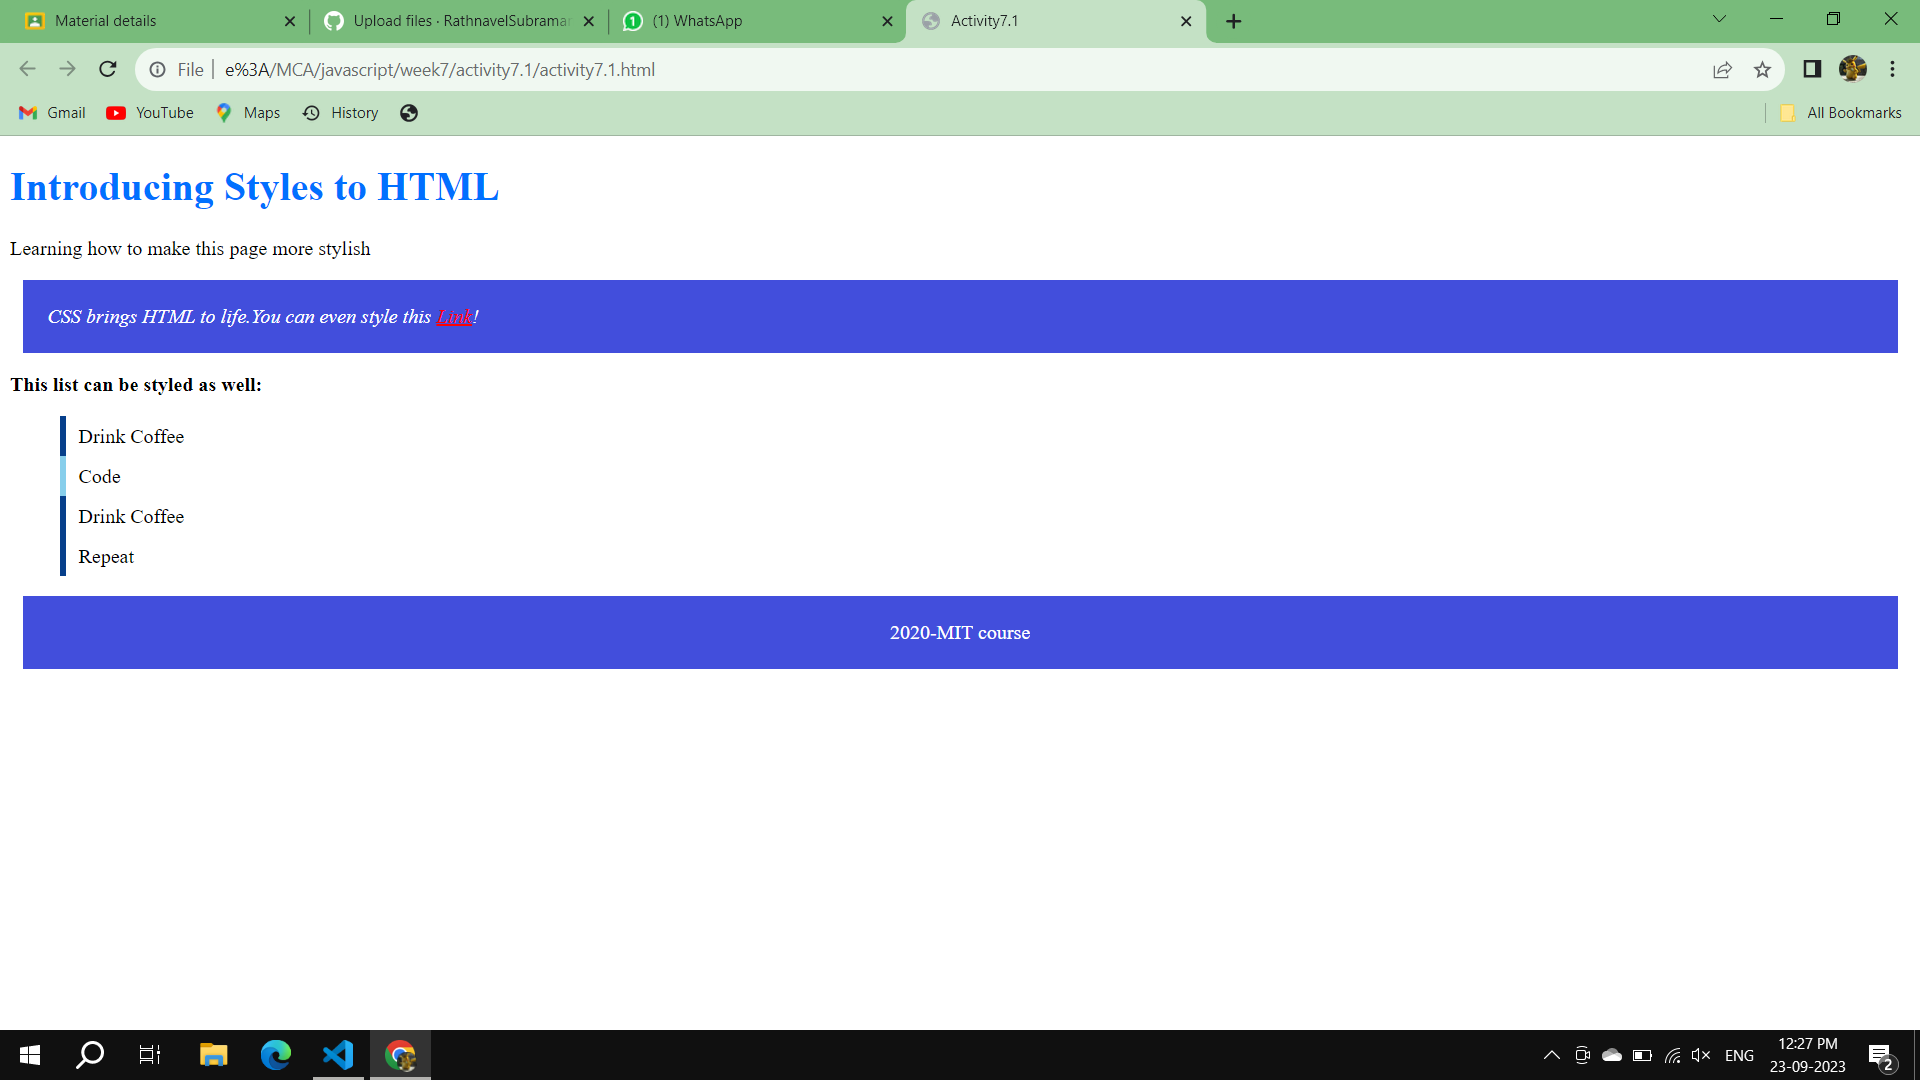 Material details
Upload files · RathnavelSubramar
(1) WhatsApp
Activity7.1
File
e%3A/MCA/javascript/week7/activity7.1/activity7.1.html
Gmail
YouTube
Maps
History
All Bookmarks
Introducing Styles to HTML
Learning how to make this page more stylish
CSS brings HTML to life.You can even style this Link!
This list can be styled as well:
Drink Coffee
Code
Drink Coffee
Repeat
2020-MIT course
ENG
12:27 PM
23-09-2023
2